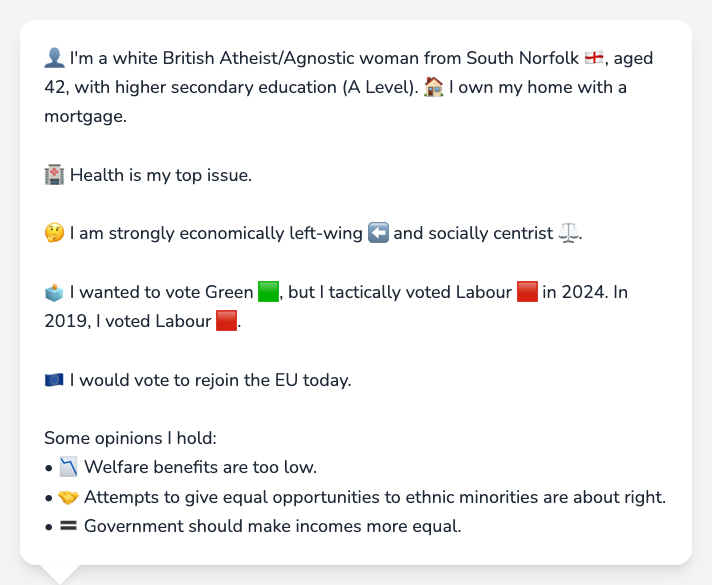 👤 I'm a white British Atheist/Agnostic woman from South Norfolk 🏴󠁧󠁢󠁥󠁮󠁧󠁿, aged
42, with higher secondary education (A Level). 🏠 I own my home with a
mortgage.
🏥 Health is my top issue.
🤔 I am strongly economically left-wing ⬅️ and socially centrist ⚖️.
🗳️ I wanted to vote Green 🟩, but I tactically voted Labour 🟥 in 2024. In
2019, I voted Labour 🟥.
🇪🇺 I would vote to rejoin the EU today.
Some opinions I hold:
• 📉 Welfare benefits are too low.
• 🤝 Attempts to give equal opportunities to ethnic minorities are about right.
• 🟰 Government should make incomes more equal.